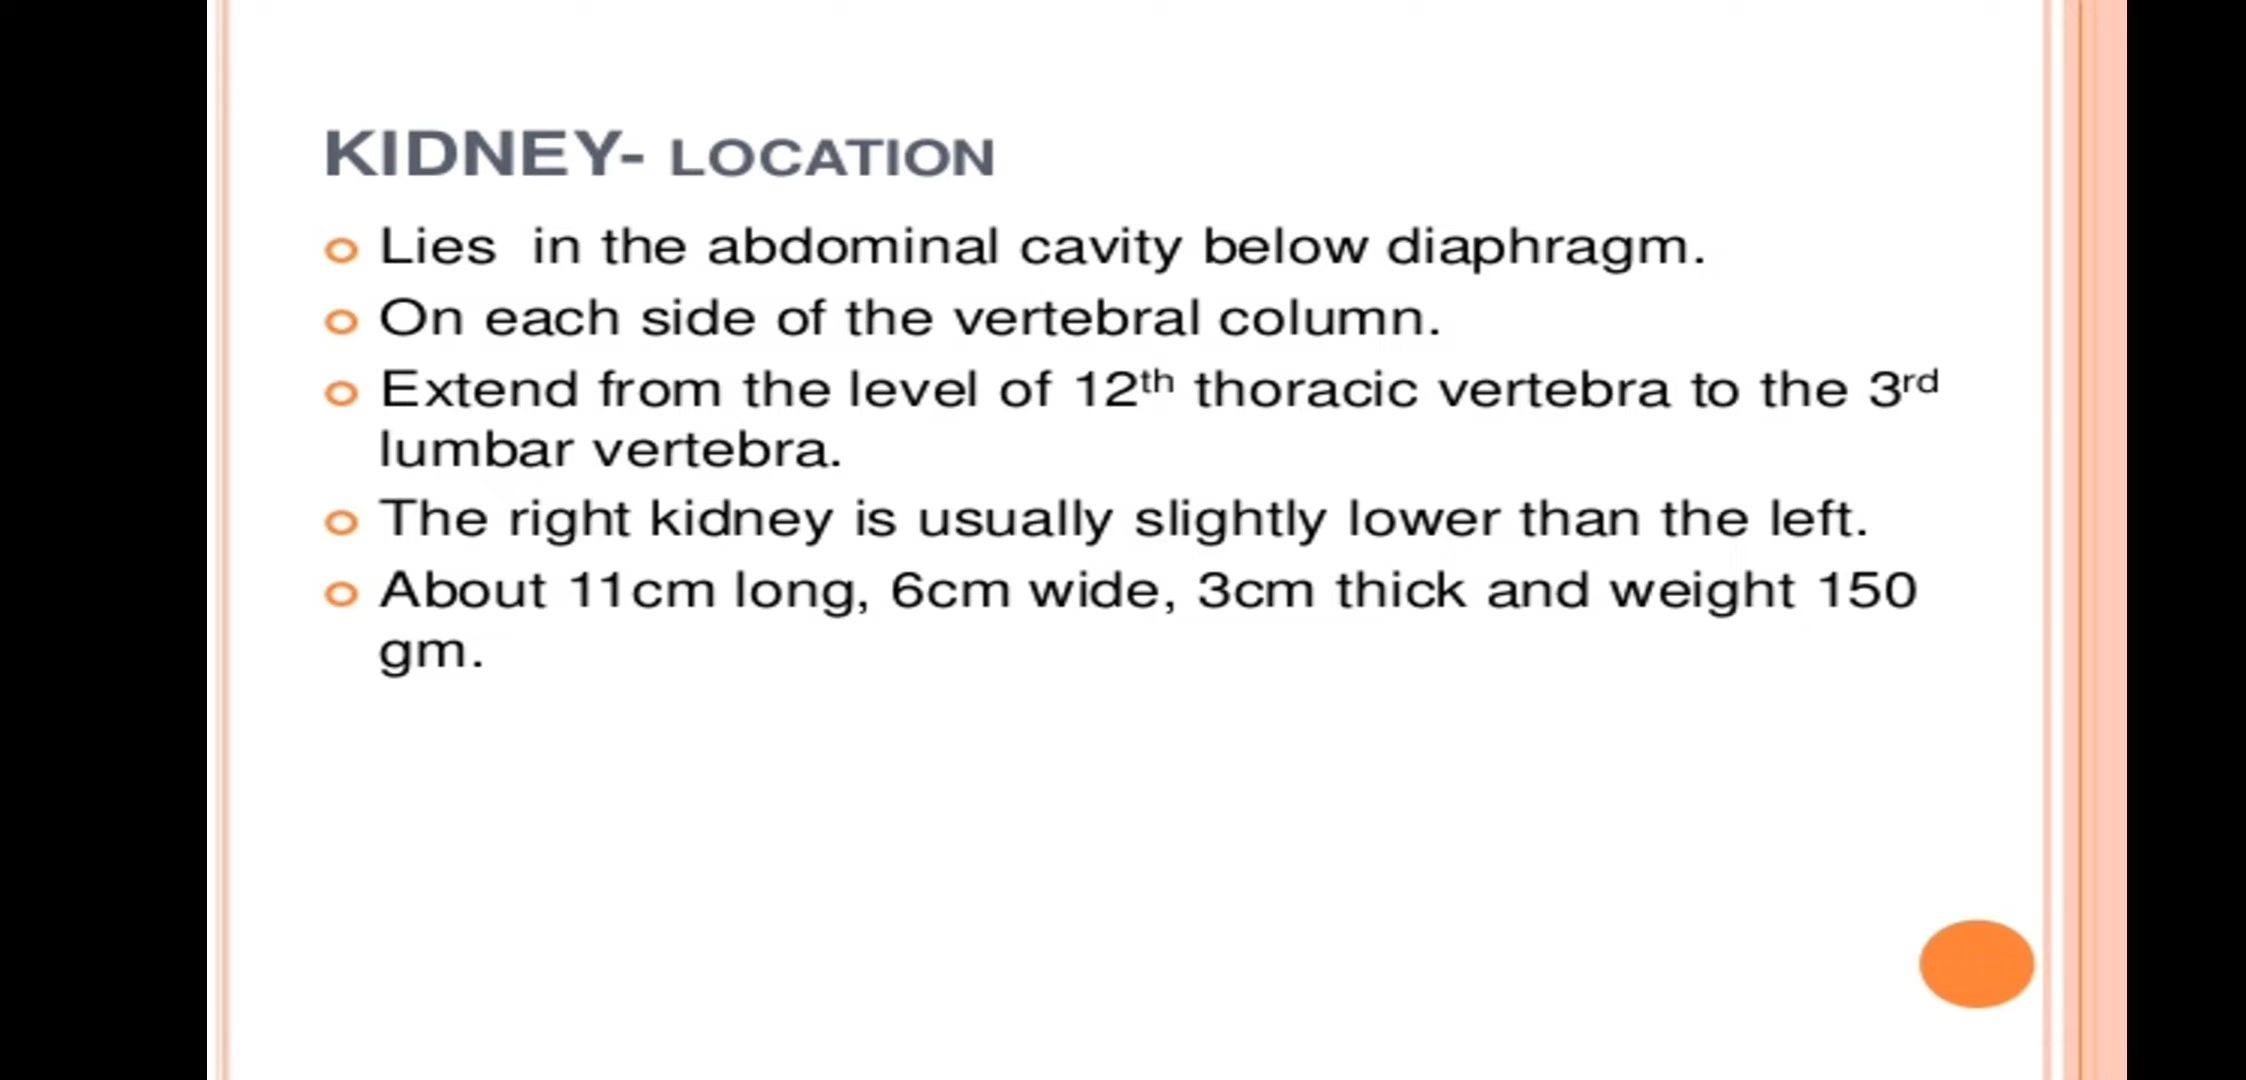 KIDNEY- LOCATION
Lies in the abdominal cavity below diaphragm.
On each side of the vertebral column.
Extend from the level of 12th thoracic vertebra to the 3rd
lumbar vertebra.
The right kidney is usually slightly lower than the left.
About 11cm long, 6cm wide, 3cm thick and weight 150
gm.